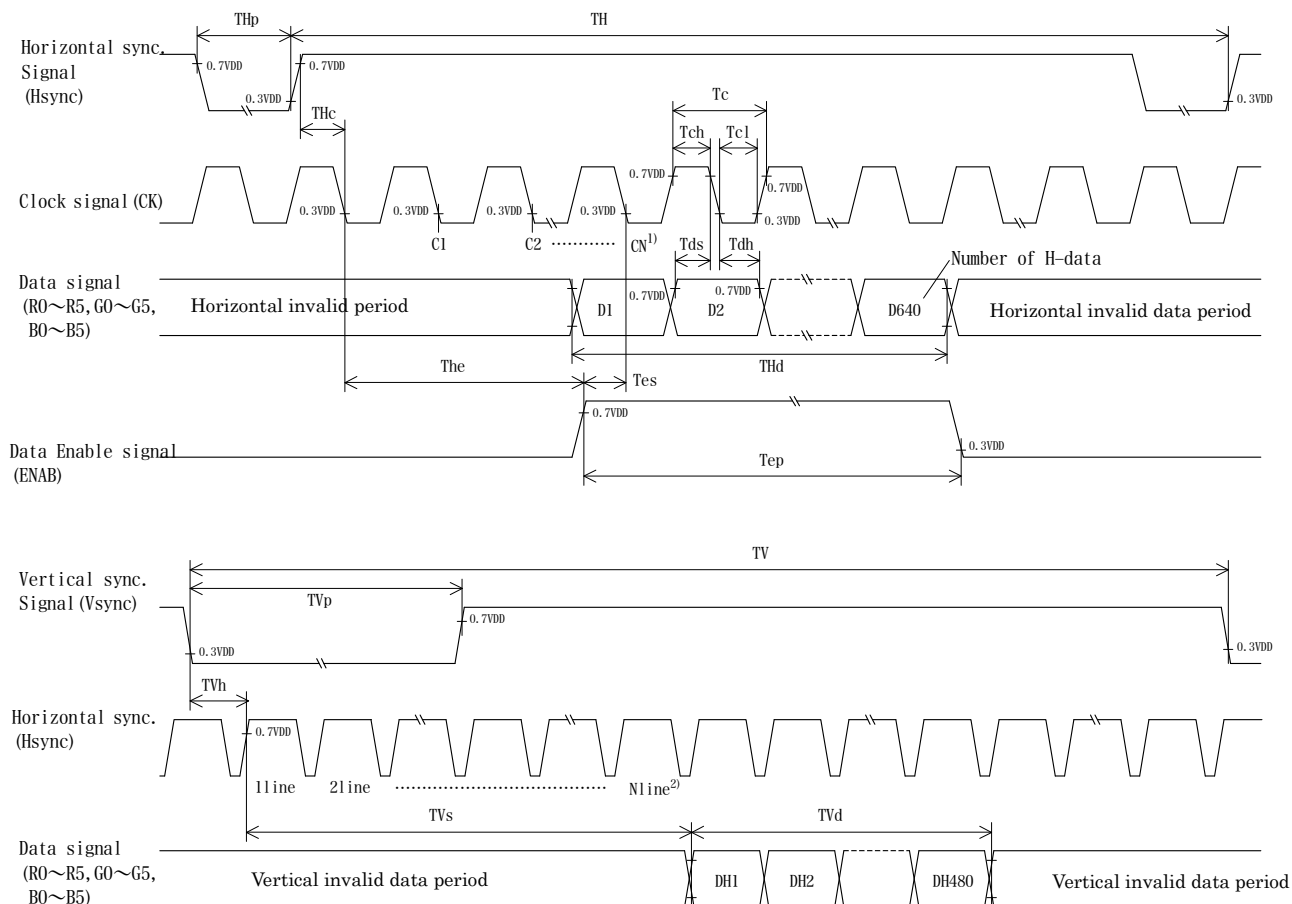 THp
TH
Horizontal sync.
Signal
(Hsync)
0.7VDD
0.7VDD
0.3VDD
0.3VDD
THc
Tc
Tch
Tcl
Clock signal(CK)
0.7VDD
0.7VDD
0.3VDD
0.3VDD
0.3VDD
0.3VDD
0.3VDD
C1
C2
CN1)
Tds
Tdh
Number of H-data
Data signal
(R0～R5,G0～G5,
B0～B5)
Horizontal invalid period
0.7VDD
0.7VDD
D1
D2
D640
Horizontal invalid data period
THd
The
Tes
0.7VDD
Data Enable signal
(ENAB)
0.3VDD
Tep
TV
Vertical sync.
Signal(Vsync)
TVp
0.7VDD
0.3VDD
0.3VDD
TVh
Horizontal sync.
(Hsync)
0.7VDD
1line
2line
Nline2)
TVs
TVd
Data signal
(R0～R5,G0～G5,
B0～B5)
Vertical invalid data period
DH1
DH2
DH480
Vertical invalid data period